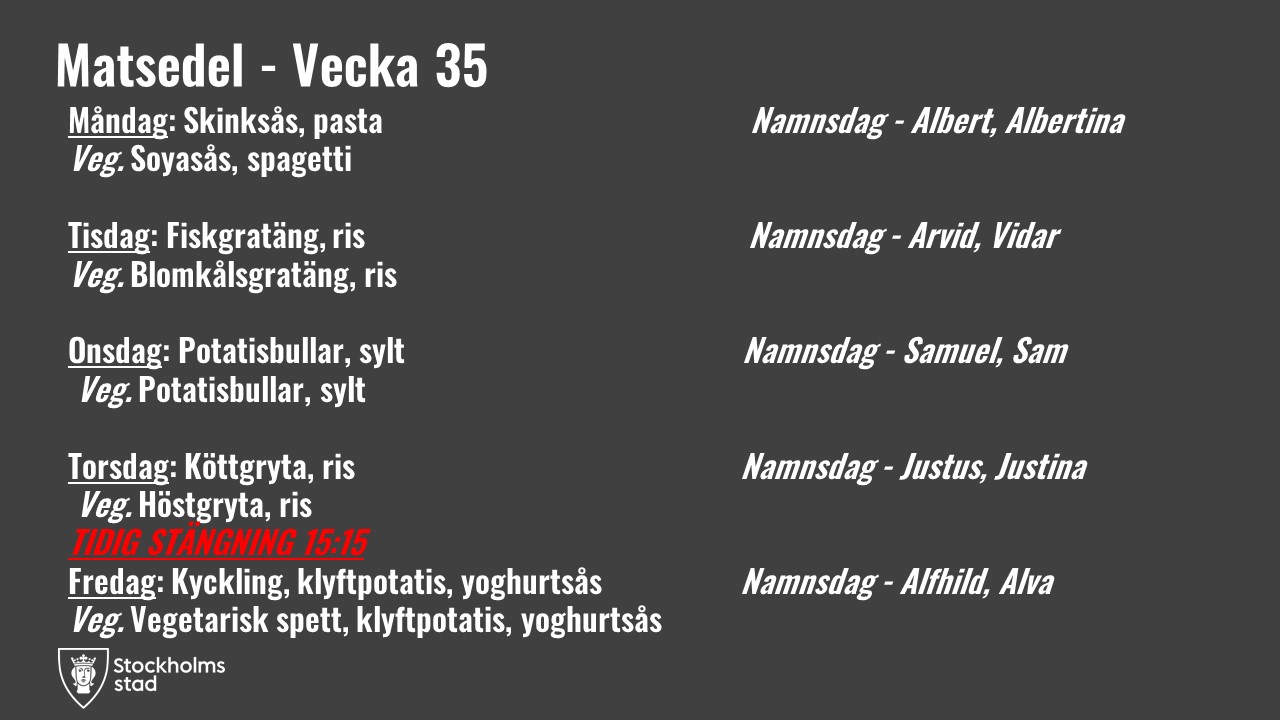 Matsedel - Vecka 35
Måndag: Skinksås, pasta Namnsdag - Albert, Albertina
Veg. Soyasås, spagetti
Tisdag: Fiskgratäng, ris Namnsdag - Arvid, Vidar
Veg. Blomkålsgratäng, ris
Onsdag: Potatisbullar, sylt Namnsdag - Samuel, Sam
Veg. Potatisbullar, sylt
Torsdag: Köttgryta, ris Namnsdag - Justus, Justina
Veg. Höstgryta, ris
TIDIG STÄNGNING 15:15
Fredag: Kyckling, klyftpotatis, yoghurtsås Namnsdag - Alfhild, Alva
Veg. Vegetarisk spett, klyftpotatis, yoghurtsås
Stockholms
stad